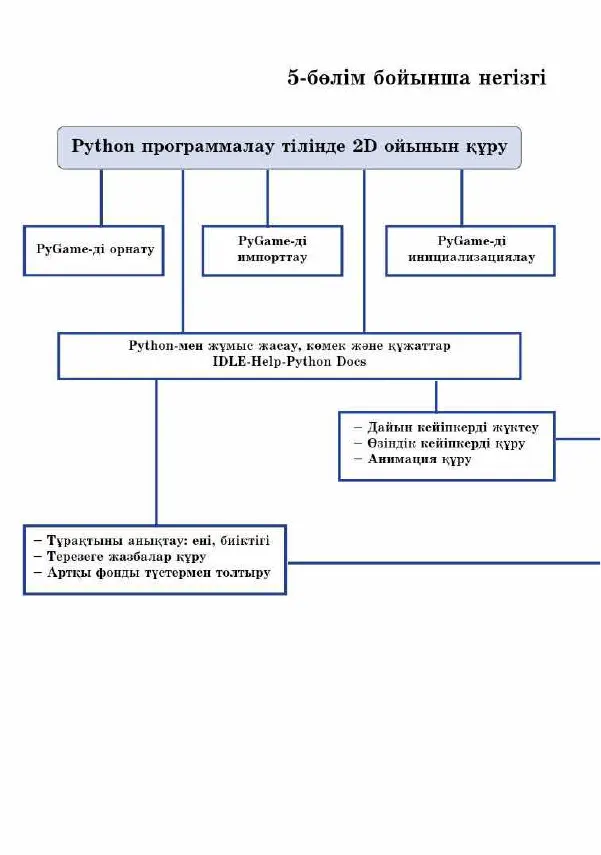 5-бөлім бойынша негізгі
Python программалау тілінде 2D ойынын құру
PyGame-ді орнату
PyGame-ді
импорттау
PyGame-ді
инициализациялау
Python-мен жұмыс жасау, көмек және құжаттар
IDLE-Help-Python Docs
– Дайын кейіпкерді жүктеу
– Өзіндік кейіпкерді құру
– Анимация құру
– Тұрақтыны анықтау: ені, биіктігі
– Терезеге жазбалар құру
– Артқы фонды түстермен толтыру